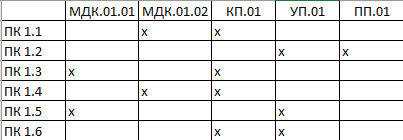 МДК.01.01 МДК.01.02 КП.01 УП.01 ПП.01
ПК 1.1 x x
ПК 1.2 x x
ПК 1.3 x x
ПК 1.4 x x
ПК 1.5 x x
ПК 1.6 x x